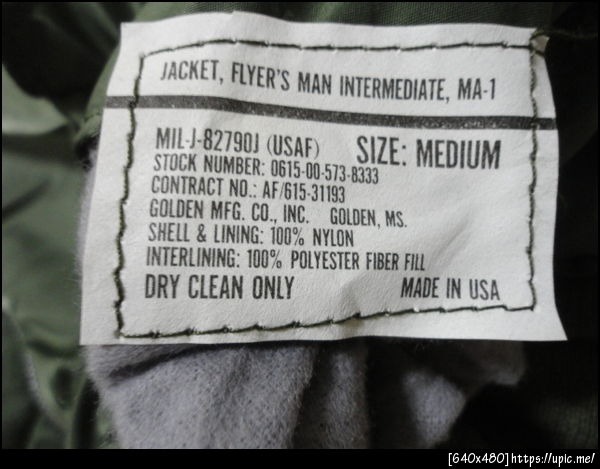 JACKET, FLYER'S MAN INTERMEDIATE, MA-1
MIL-J-82790J (USAF) SIZE: MEDIUM
STOCK NUMBER: 0615-00-573-8333
CONTRACT NO.: AF/615-31193
GOLDEN MFG. CO., INC. GOLDEN, MS.
SHELL & LINING: 100% NYLON
INTERLINING: 100% POLYESTER FIBER FILL
DRY CLEAN ONLY MADE IN USA
[640x480]https://upic.me/